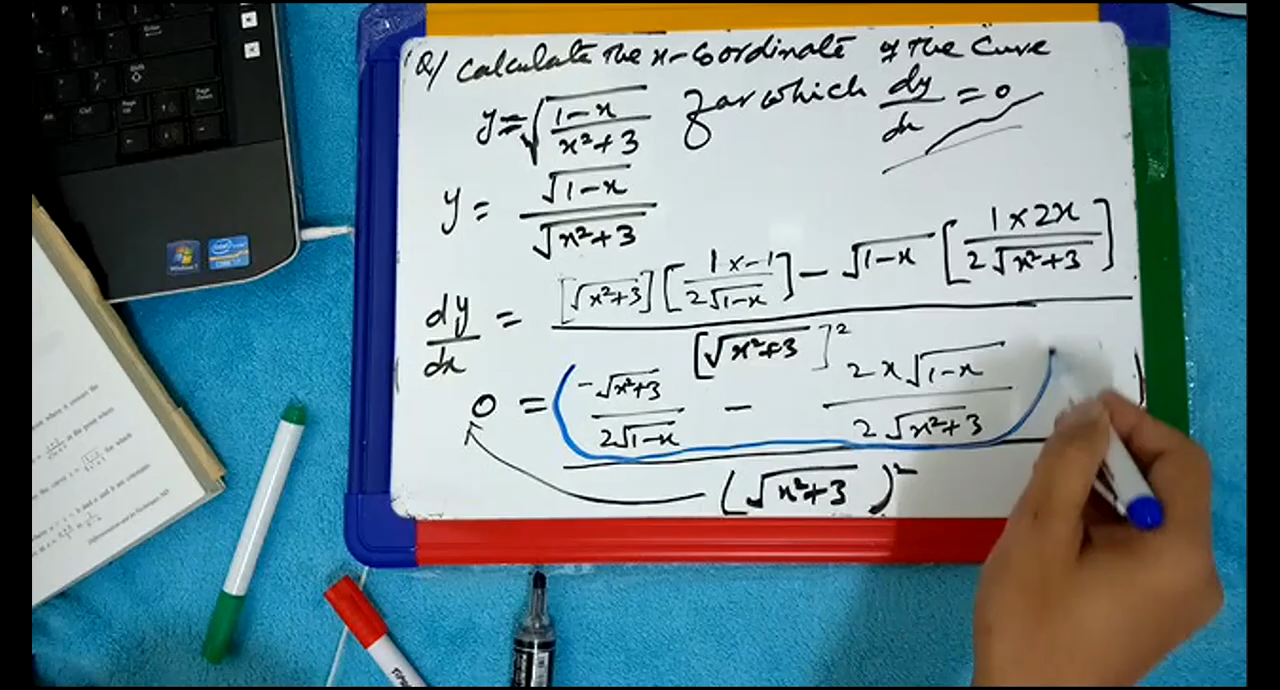 Q/ Calculate the x-coordinate of the Curve
y = √((1-x)/(x²+3)) for which dy/dx = 0
y = √(1-x) / √(x²+3)
dy/dx = ([√(x²+3)] [(1×-1)/(2√(1-x))] - √(1-x) [(1×2x)/(2√(x²+3))]) / [√(x²+3)]²
0 = ((-√(x²+3))/(2√(1-x)) - (2x√(1-x))/(2√(x²+3))) / (√(x²+3))²